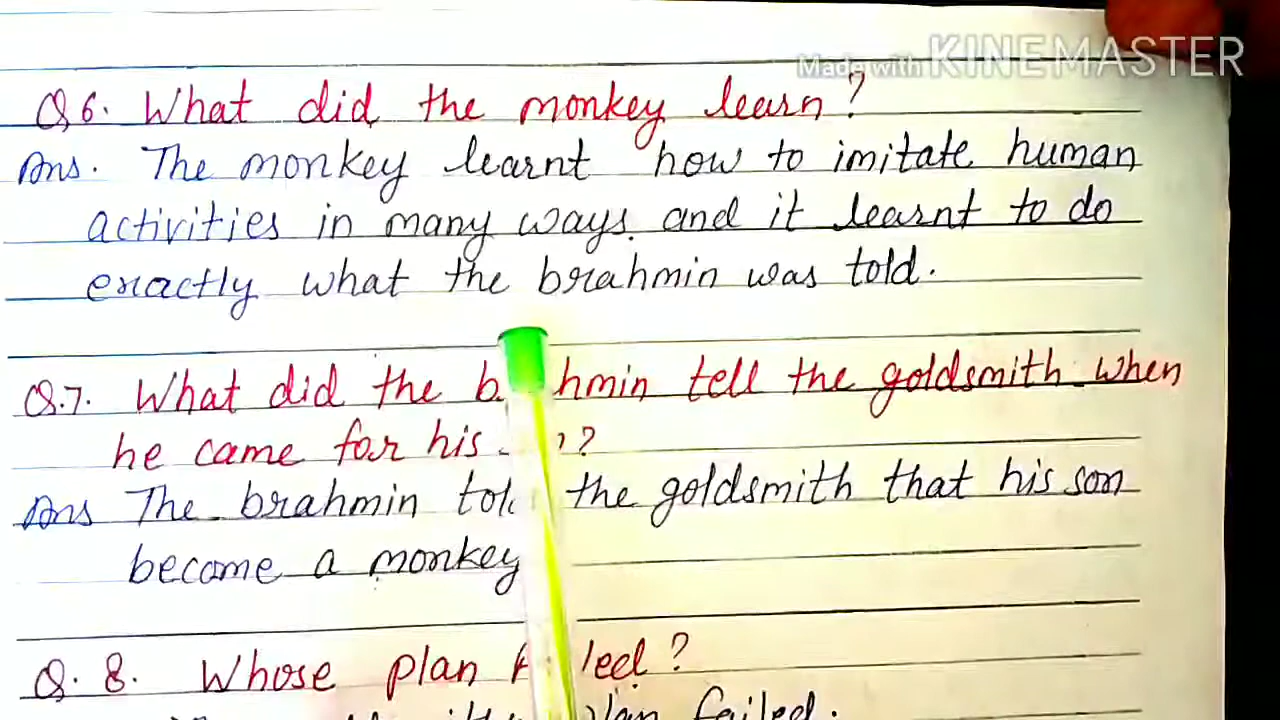 Made with KINEMASTER
Q6. What did the monkey learn?
Ans. The monkey learnt how to imitate human
activities in many ways and it learnt to do
exactly what the brahmin was told.
Q.7. What did the hmin tell the goldsmith when
he came for his ?
Ans The brahmin the goldsmith that his son
become a monkey
Q. 8. Whose plan ?
failed.